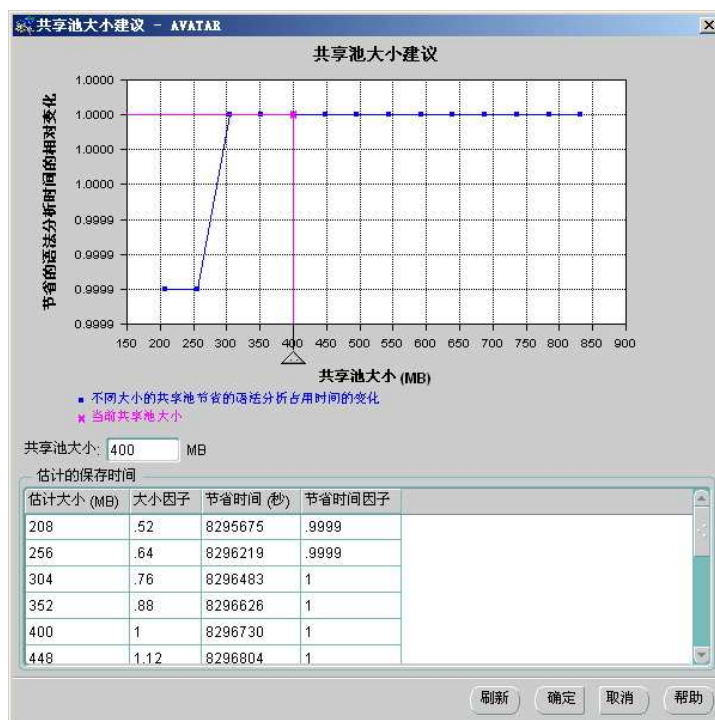 共享池大小建议 - AVATAR
共享池大小建议
节省的语法分析时间的相对变化
1.0000
1.0000
1.0000
1.0000
0.9999
0.9999
0.9999
0.9999
150 200 250 300 350 400 450 500 550 600 650 700 750 800 850 900
共享池大小 (MB)
不同大小的共享池节省的语法分析占用时间的变化
当前共享池大小
共享池大小: 400 MB
估计的保存时间
估计大小 (MB) 大小因子 节省时间 (秒) 节省时间因子
208 .52 8295675 .9999
256 .64 8296219 .9999
304 .76 8296483 1
352 .88 8296626 1
400 1 8296730 1
448 1.12 8296804 1
刷新 确定 取消 帮助